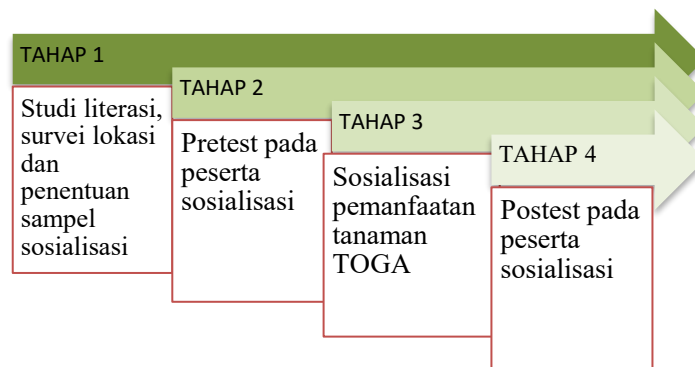 TAHAP 1
Studi literasi,
survei lokasi
dan
penentuan
sampel
sosialisasi
TAHAP 2
Pretest pada
peserta
sosialisasi
TAHAP 3
Sosialisasi
pemanfaatan
tanaman
TOGA
TAHAP 4
Postest pada
peserta
sosialisasi